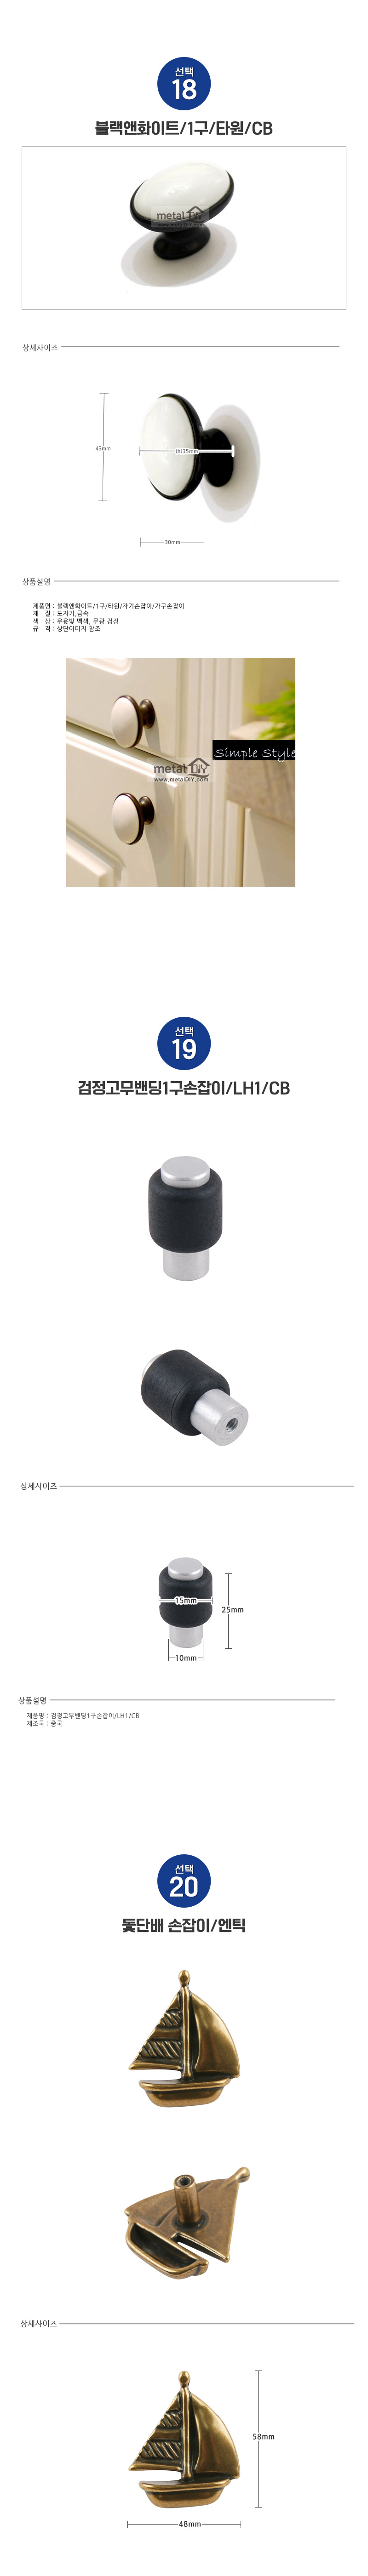 선택
18
블랙앤화이트/1구/타원/CB
metal DIY
www.metalDIY.com
상세사이즈
43mm
(h)35mm
30mm
상품설명
제품명 : 블랙앤화이트/1구/타원/자기손잡이/가구손잡이
재 질 : 도자기,금속
색 상 : 우윳빛 백색, 무광 검정
규 격 : 상단이미지 참조
Simple Style
metal DIY
www.metalDIY.com
선택
19
검정고무밴딩1구손잡이/LH1/CB
상세사이즈
15mm
25mm
10mm
상품설명
제품명 : 검정고무밴딩1구손잡이/LH1/CB
제조국 : 중국
선택
20
돛단배 손잡이/엔틱
상세사이즈
58mm
48mm